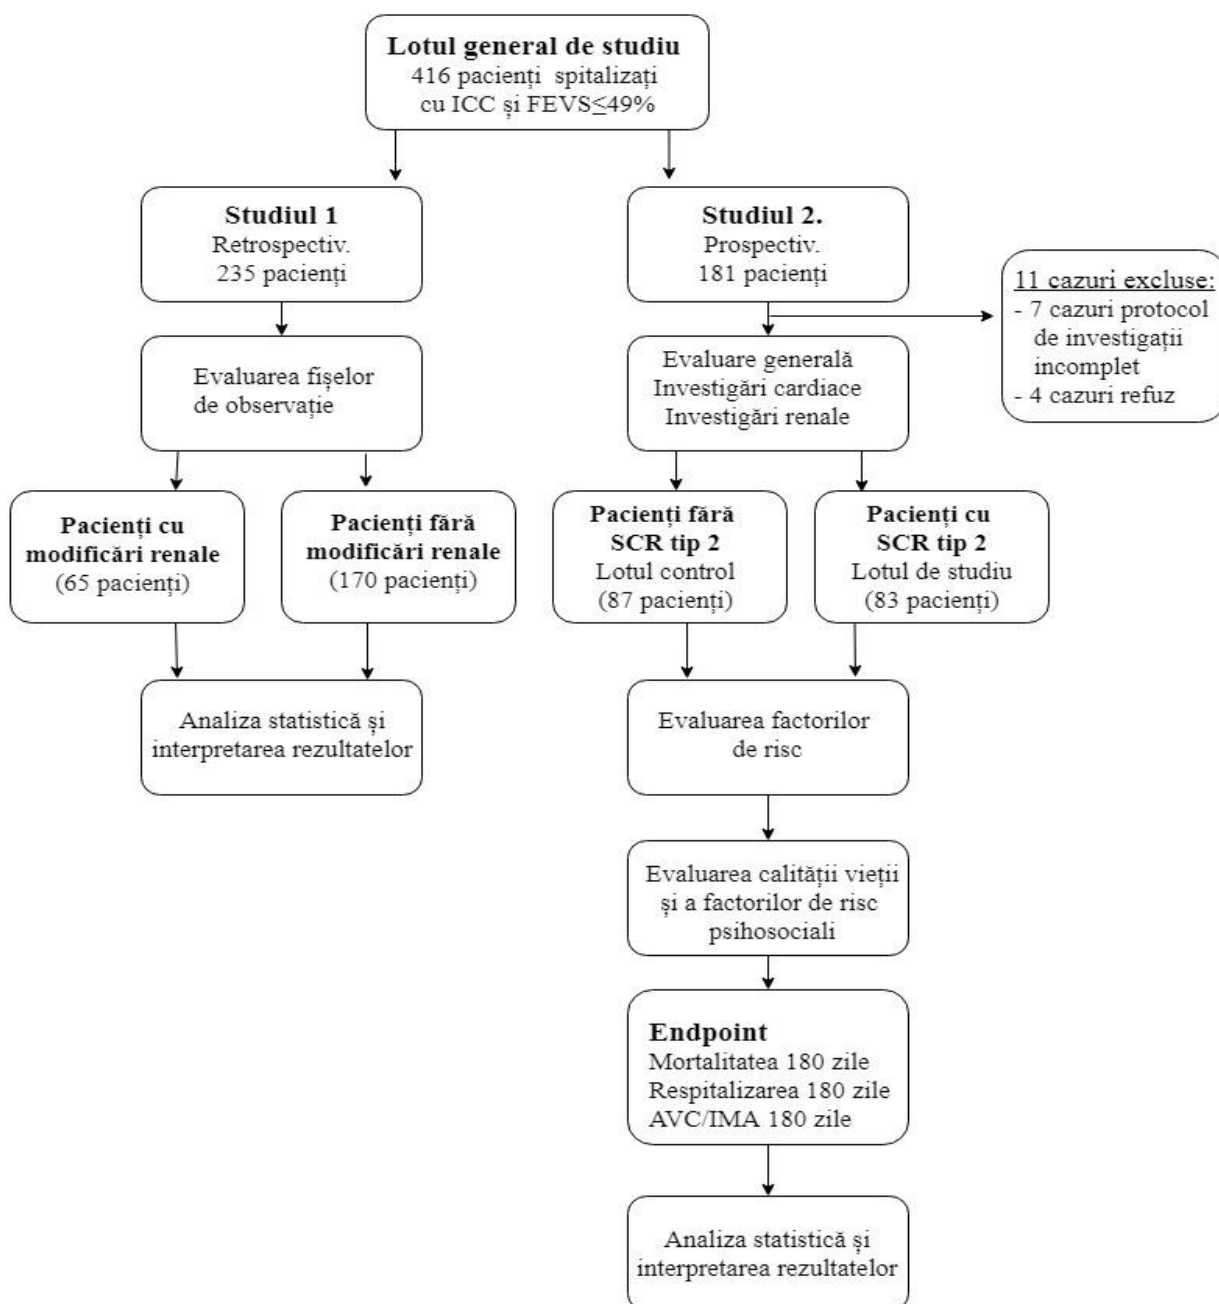 Lotul general de studiu
416 pacienți spitalizați
cu ICC și FEVS≤49%
Studiul 1
Retrospectiv.
235 pacienți
Studiul 2.
Prospectiv.
181 pacienți
11 cazuri excluse:
- 7 cazuri protocol
de investigații
incomplet
- 4 cazuri refuz
Evaluarea fișelor
de observație
Evaluare generală
Investigări cardiace
Investigări renale
Pacienți cu
modificări renale
(65 pacienți)
Pacienți fără
modificări renale
(170 pacienți)
Pacienți fără
SCR tip 2
Lotul control
(87 pacienți)
Pacienți cu
SCR tip 2
Lotul de studiu
(83 pacienți)
Analiza statistică și
interpretarea rezultatelor
Evaluarea factorilor
de risc
Evaluarea calității vieții
și a factorilor de risc
psihosociali
Endpoint
Mortalitatea 180 zile
Respitalizarea 180 zile
AVC/IMA 180 zile
Analiza statistică și
interpretarea rezultatelor